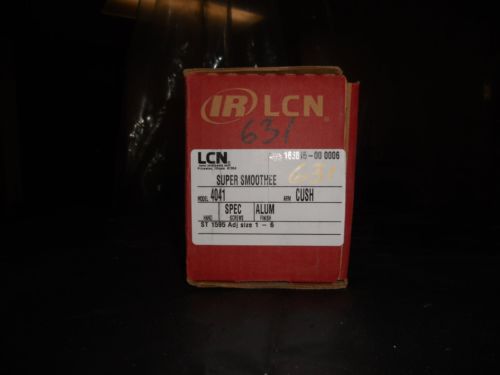 IR LCN
631
LCN
SUPER SMOOTHEE
631
MODEL 4041 ARM CUSH
SPEC ALUM
HAND SCREWS FINISH
ST 1595 Adj size 1 - 6